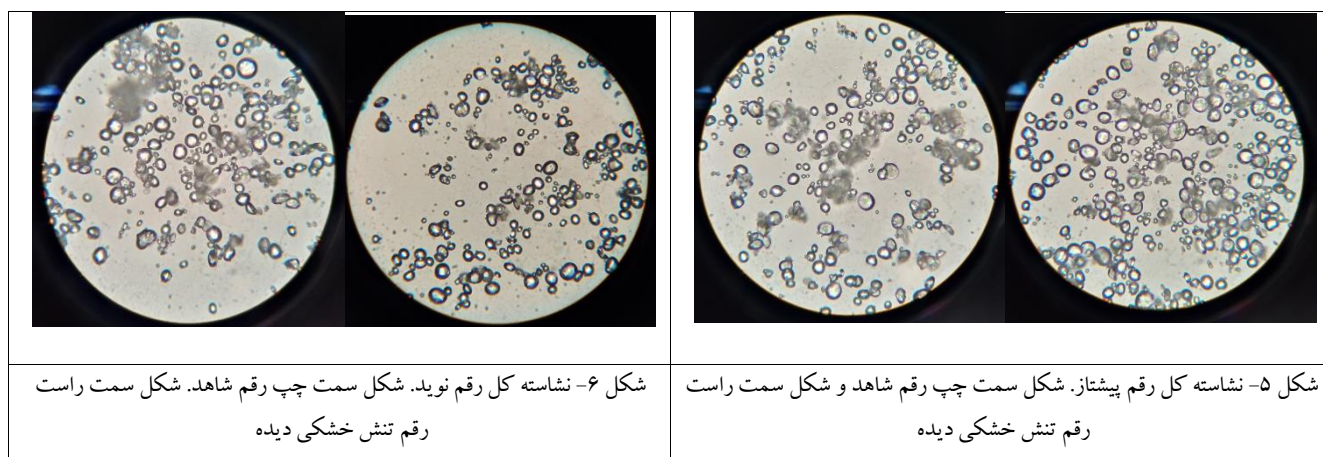 شکل ۵- نشاسته کل رقم پیشتاز. شکل سمت چپ رقم شاهد و شکل سمت راست
رقم تنش خشکی دیده
شکل ۶- نشاسته کل رقم نوید. شکل سمت چپ رقم شاهد. شکل سمت راست
رقم تنش خشکی دیده